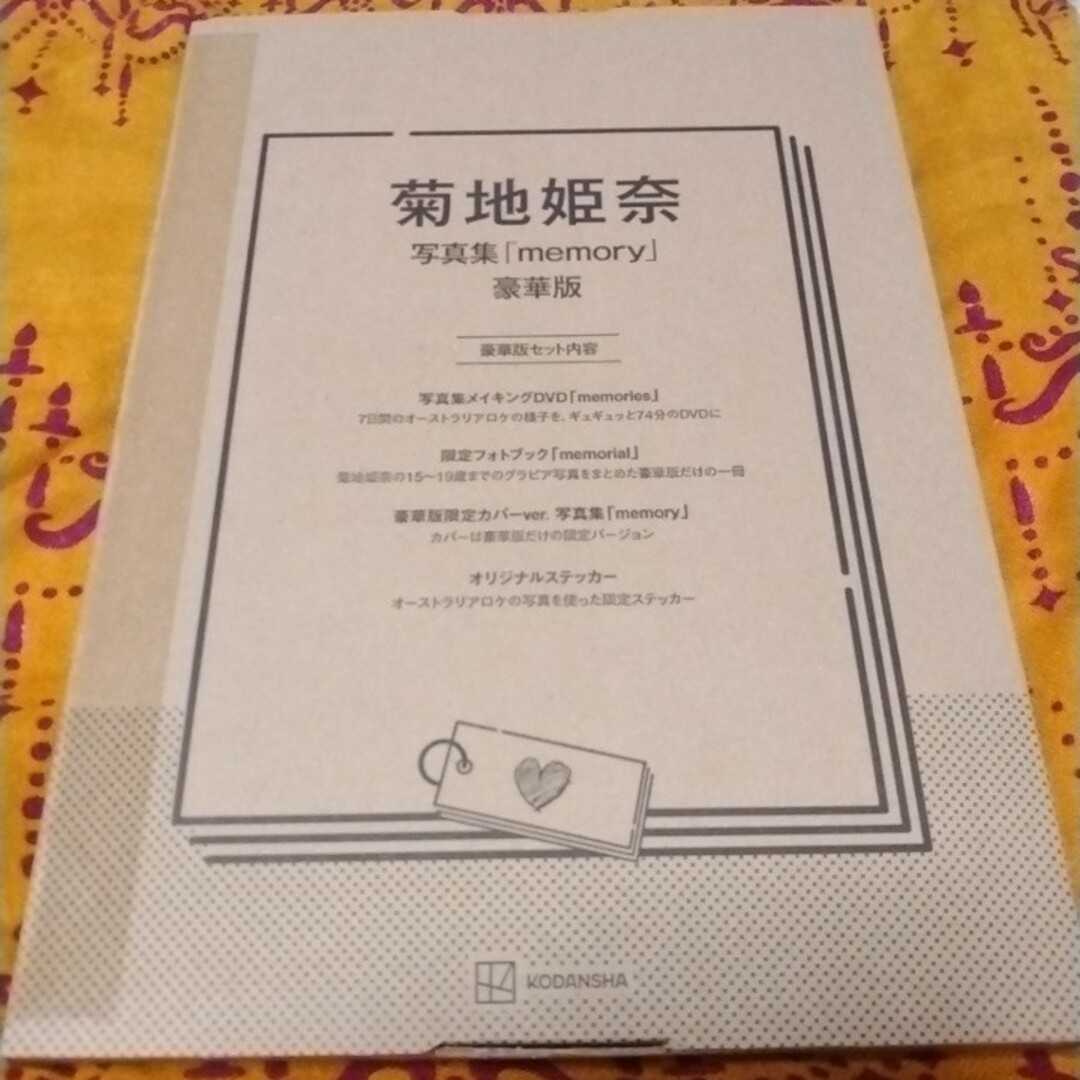 菊地姫奈
写真集「memory」
豪華版
豪華版セット内容
写真集メイキングDVD「memories」
7日間のオーストラリアロケの様子を、ギュギュッと74分のDVDに
限定フォトブック「memorial」
菊地姫奈の15〜19歳までのグラビア写真をまとめた豪華版だけの一冊
豪華版限定カバーver. 写真集「memory」
カバーは豪華版だけの限定バージョン
オリジナルステッカー
オーストラリアロケの写真を使った限定ステッカー
KODANSHA